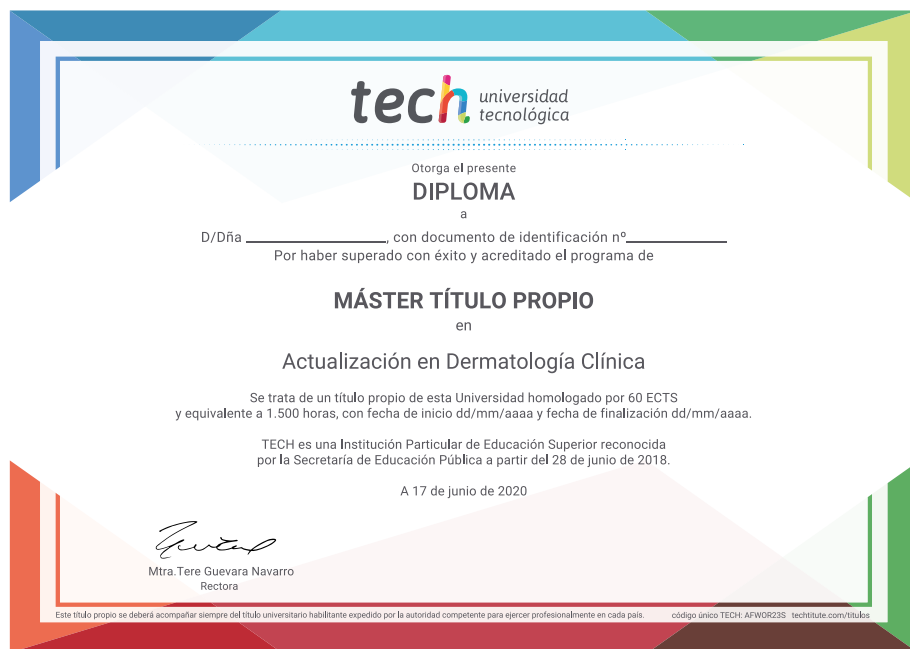 tech universidad
tecnológica
Otorga el presente
DIPLOMA
a
D/Dña ________________, con documento de identificación nº____________
Por haber superado con éxito y acreditado el programa de
MÁSTER TÍTULO PROPIO
en
Actualización en Dermatología Clínica
Se trata de un título propio de esta Universidad homologado por 60 ECTS
y equivalente a 1.500 horas, con fecha de inicio dd/mm/aaaa y fecha de finalización dd/mm/aaaa.
TECH es una Institución Particular de Educación Superior reconocida
por la Secretaría de Educación Pública a partir del 28 de junio de 2018.
A 17 de junio de 2020
Mtra.Tere Guevara Navarro
Rectora
Este título propio se deberá acompañar siempre del título universitario habilitante expedido por la autoridad competente para ejercer profesionalmente en cada país. código único TECH: AFWOR23S techtitute.com/titulos